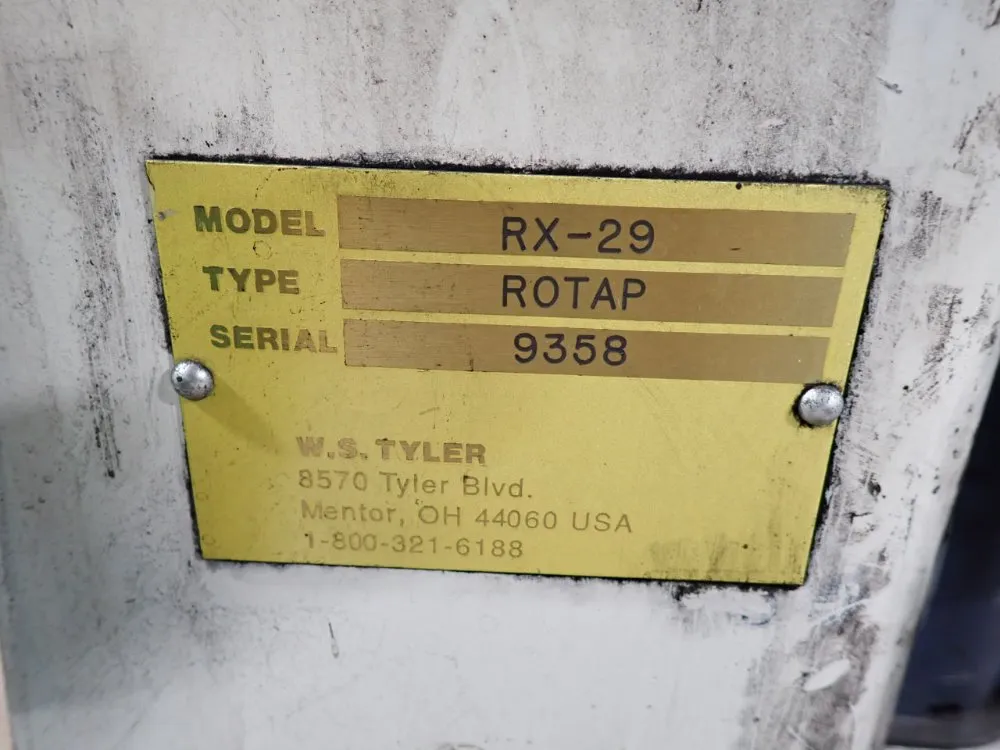 MODEL RX-29
TYPE ROTAP
SERIAL 9358
W.S. TYLER
8570 Tyler Blvd.
Mentor, OH 44060 USA
1-800-321-6188